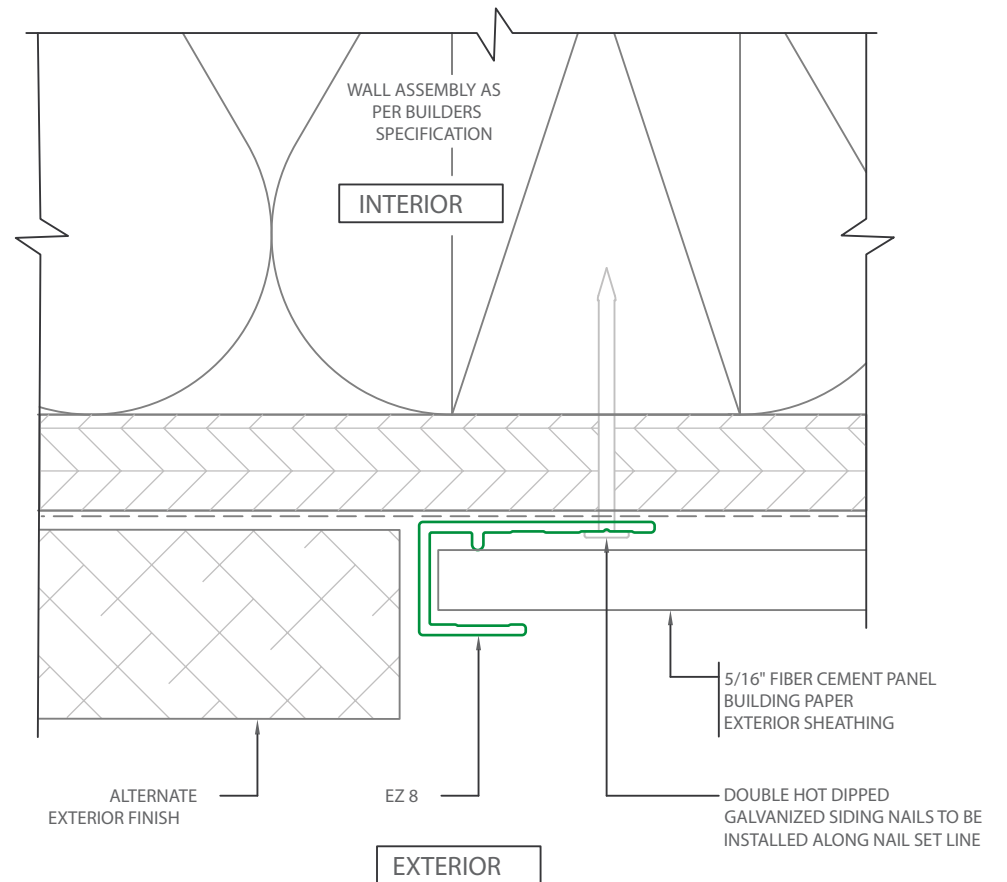 WALL ASSEMBLY AS
PER BUILDERS
SPECIFICATION
INTERIOR
5/16" FIBER CEMENT PANEL
BUILDING PAPER
EXTERIOR SHEATHING
ALTERNATE
EXTERIOR FINISH
EZ 8
DOUBLE HOT DIPPED
GALVANIZED SIDING NAILS TO BE
INSTALLED ALONG NAIL SET LINE
EXTERIOR